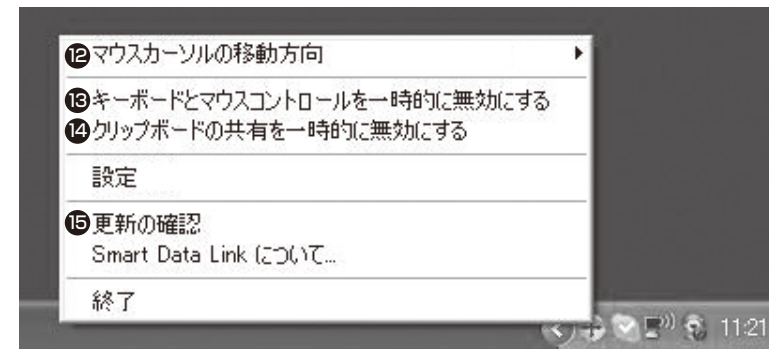 ⓬マウスカーソルの移動方向
⓭キーボードとマウスコントロールを一時的に無効にする
⓮クリップボードの共有を一時的に無効にする
設定
⓯更新の確認
Smart Data Link について...
終了
11:21